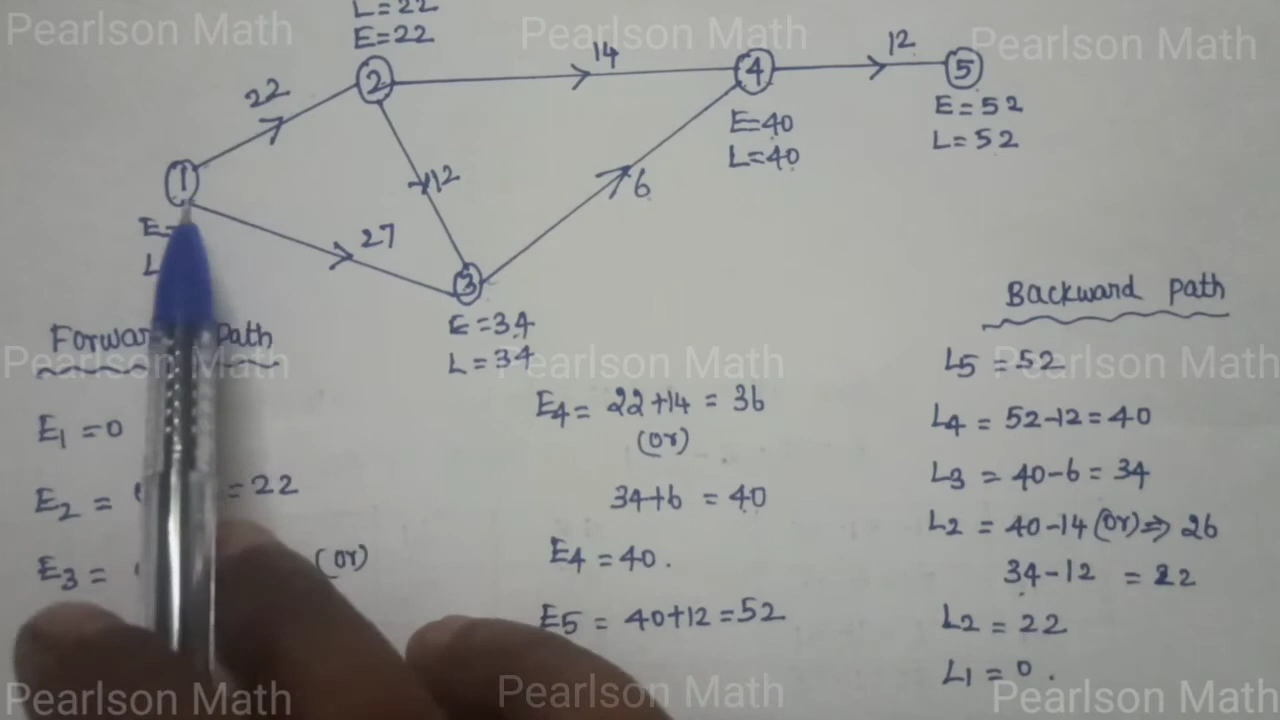 Pearlson Math
Pearlson Math
Pearlson Math
L=22
E=22
22
2
14
4
12
5
E=52
L=52
E=40
L=40
1
12
6
27
3
E=
L
E=34
L=34
Backward path
Forwar Path
Pearlson Math
Pearlson Math
Pearlson Math
E1 =0
E2 = =22
E3 = (or)
E4= 22+14 = 36
(or)
34+6 = 40
E4 =40.
E5 = 40+12=52
L5 =52
L4 = 52-12=40
L3 = 40-6=34
L2 = 40-14(or)⇒ 26
34-12 = 22
L2 = 22
L1 = 0.
Pearlson Math
Pearlson Math
Pearlson Math